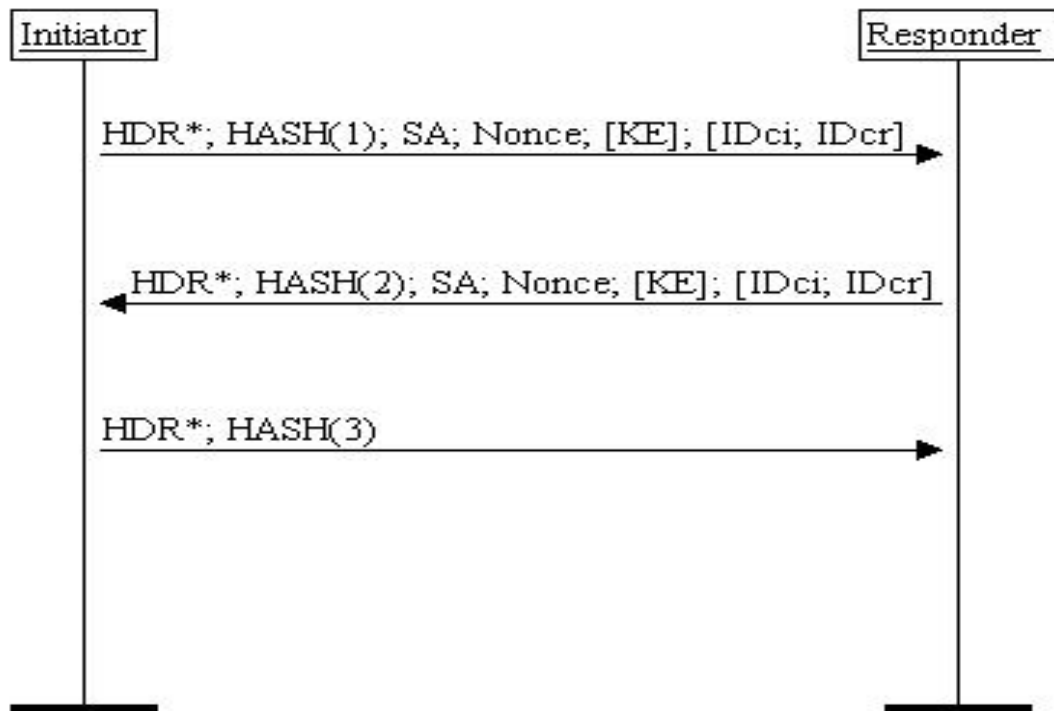 Initiator
Responder
HDR*; HASH(1); SA; Nonce; [KE]; [IDci; IDcr]
HDR*; HASH(2); SA; Nonce; [KE]; [IDci; IDcr]
HDR*; HASH(3)